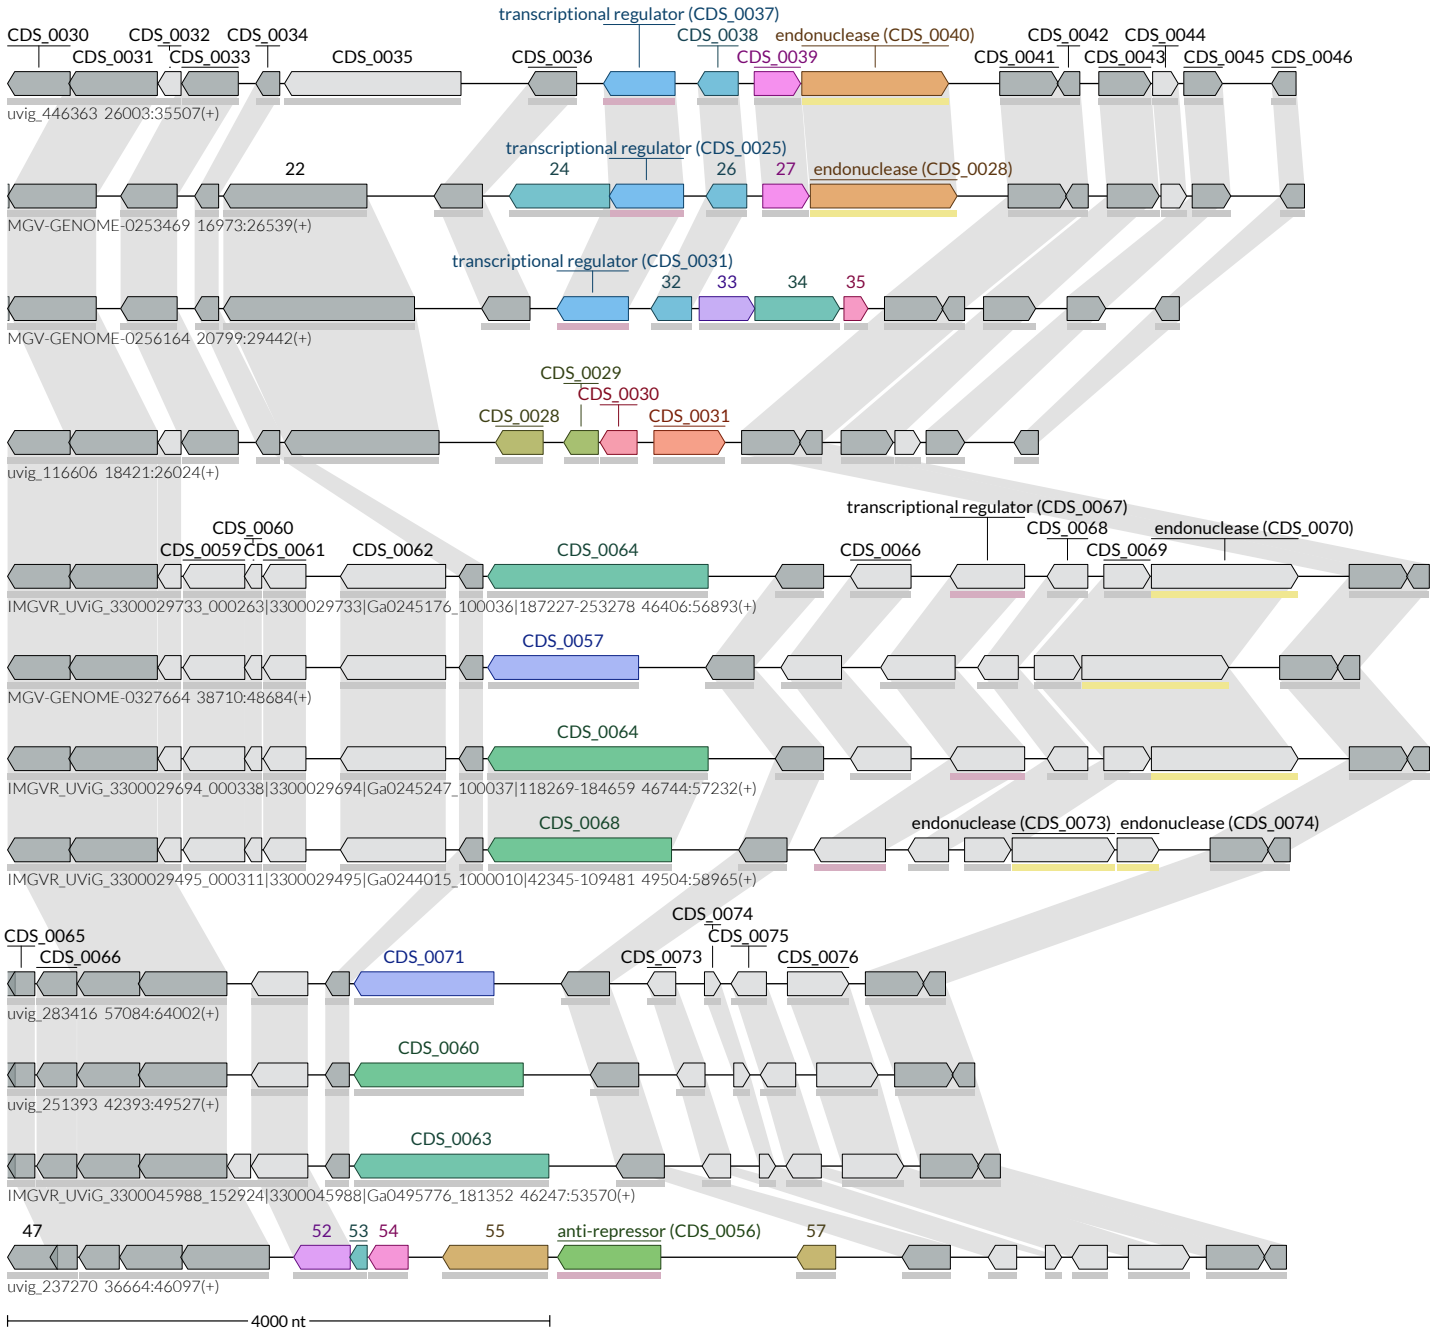 transcriptional regulator (CDS_0037)
CDS_0030 CDS_0032 CDS_0034 CDS_0038 endonuclease (CDS_0040) CDS_0042 CDS_0044
CDS_0031 CDS_0033 CDS_0035 CDS_0036 CDS_0039 CDS_0041 CDS_0043 CDS_0045 CDS_0046
uvig_446363 26003:35507(+)
transcriptional regulator (CDS_0025)
22 24 26 27 endonuclease (CDS_0028)
MGV-GENOME-0253469 16973:26539(+)
transcriptional regulator (CDS_0031)
32 33 34 35
MGV-GENOME-0256164 20799:29442(+)
CDS_0029
CDS_0030
CDS_0028 CDS_0031
uvig_116606 18421:26024(+)
transcriptional regulator (CDS_0067)
CDS_0060 CDS_0068 endonuclease (CDS_0070)
CDS_0059 CDS_0061 CDS_0062 CDS_0064 CDS_0066 CDS_0069
IMGVR_UViG_3300029733_000263|3300029733|Ga0245176_100036|187227-253278 46406:56893(+)
CDS_0057
MGV-GENOME-0327664 38710:48684(+)
CDS_0064
IMGVR_UViG_3300029694_000338|3300029694|Ga0245247_100037|118269-184659 46744:57232(+)
CDS_0068 endonuclease (CDS_0073) endonuclease (CDS_0074)
IMGVR_UViG_3300029495_000311|3300029495|Ga0244015_1000010|42345-109481 49504:58965(+)
CDS_0074
CDS_0065 CDS_0075
CDS_0066 CDS_0071 CDS_0073 CDS_0076
uvig_283416 57084:64002(+)
CDS_0060
uvig_251393 42393:49527(+)
CDS_0063
IMGVR_UViG_3300045988_152924|3300045988|Ga0495776_181352 46247:53570(+)
47 52 53 54 55 anti-repressor (CDS_0056) 57
uvig_237270 36664:46097(+)
4000 nt